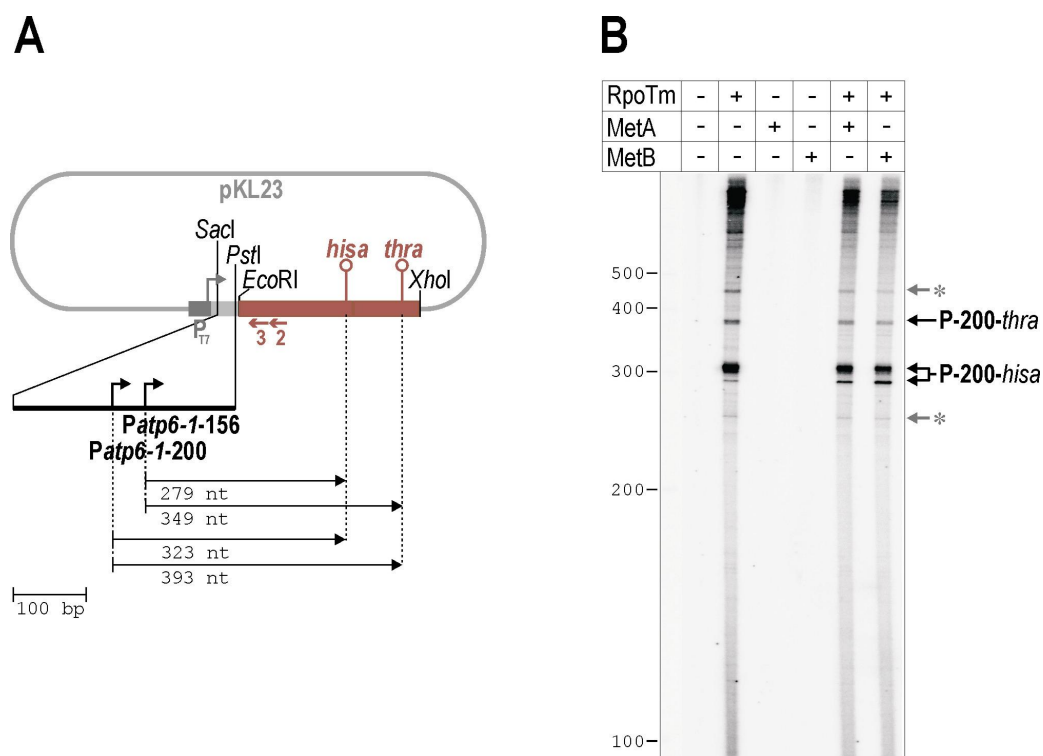 A
pKL23
SacI
PstI
EcoRI
hisa
thra
XhoI
PT7
3
2
Patp6-1-156
Patp6-1-200
279 nt
349 nt
323 nt
393 nt
100 bp
B
RpoTm - + - - + +
MetA - - + - + -
MetB - - - + - +
500
400
300
200
100
*
P-200-thra
P-200-hisa
*